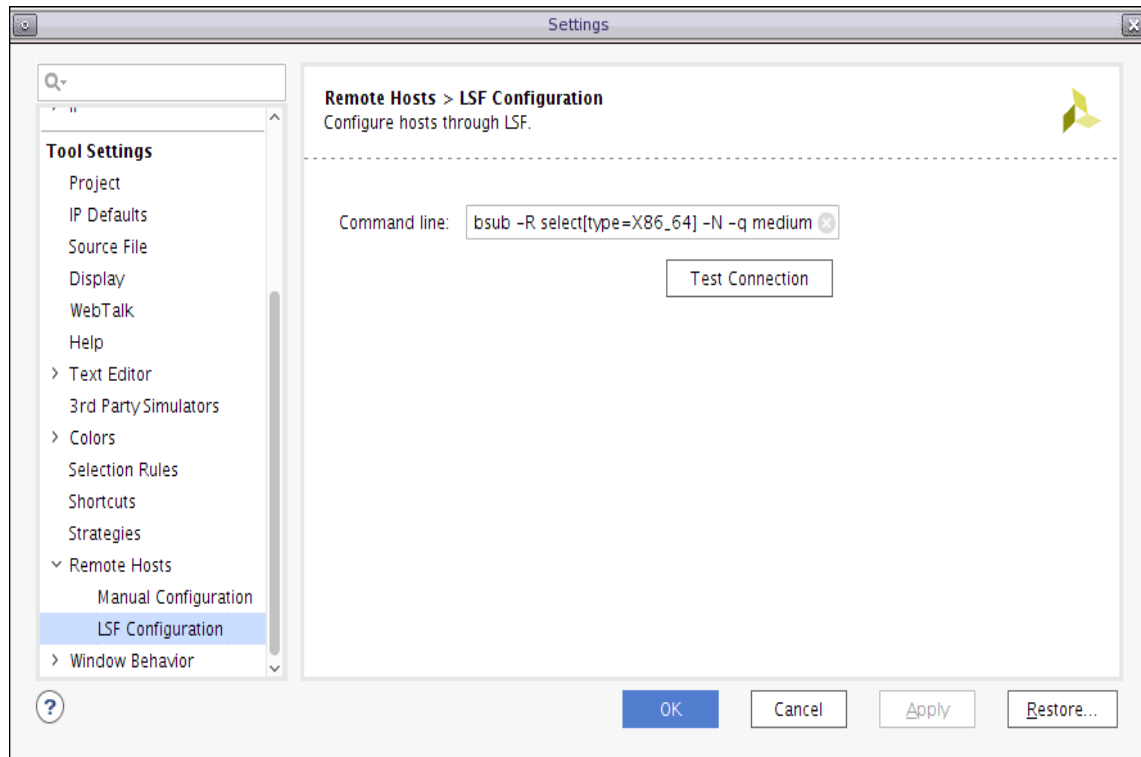 Settings
Tool Settings
Project
IP Defaults
Source File
Display
WebTalk
Help
Text Editor
3rd Party Simulators
Colors
Selection Rules
Shortcuts
Strategies
Remote Hosts
Manual Configuration
LSF Configuration
Window Behavior
Remote Hosts > LSF Configuration
Configure hosts through LSF.
Command line: bsub -R select[type=X86_64] -N -q medium
Test Connection
? OK Cancel Apply Restore...